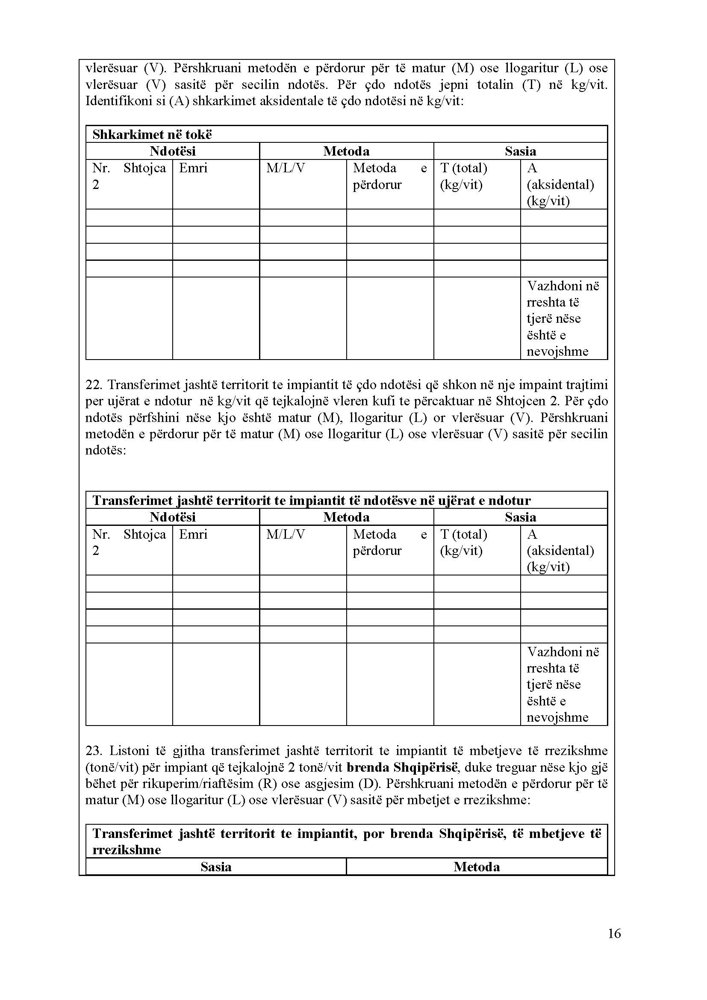 vlerësuar (V). Përshkruani metodën e përdorur për të matur (M) ose llogaritur (L) ose
vlerësuar (V) sasitë për secilin ndotës. Për çdo ndotës jepni totalin (T) në kg/vit.
Identifikoni si (A) shkarkimet aksidentale të çdo ndotësi në kg/vit:
Shkarkimet në tokë
Ndotësi Metoda Sasia
Nr. Shtojca 2 Emri M/L/V Metoda e përdorur T (total) (kg/vit) A (aksidental) (kg/vit)
Vazhdoni në
rreshta të
tjerë nëse
është e
nevojshme
22. Transferimet jashtë territorit te impiantit të çdo ndotësi që shkon në nje impaint trajtimi
per ujërat e ndotur në kg/vit që tejkalojnë vleren kufi te përcaktuar në Shtojcen 2. Për çdo
ndotës përfshini nëse kjo është matur (M), llogaritur (L) or vlerësuar (V). Përshkruani
metodën e përdorur për të matur (M) ose llogaritur (L) ose vlerësuar (V) sasitë për secilin
ndotës:
Transferimet jashtë territorit te impiantit të ndotësve në ujërat e ndotur
Ndotësi Metoda Sasia
Nr. Shtojca 2 Emri M/L/V Metoda e përdorur T (total) (kg/vit) A (aksidental) (kg/vit)
Vazhdoni në
rreshta të
tjerë nëse
është e
nevojshme
23. Listoni të gjitha transferimet jashtë territorit te impiantit të mbetjeve të rrezikshme
(tonë/vit) për impiant që tejkalojnë 2 tonë/vit brenda Shqipërisë, duke treguar nëse kjo gjë
bëhet për rikuperim/riaftësim (R) ose asgjesim (D). Përshkruani metodën e përdorur për të
matur (M) ose llogaritur (L) ose vlerësuar (V) sasitë për mbetjet e rrezikshme:
Transferimet jashtë territorit te impiantit, por brenda Shqipërisë, të mbetjeve të
rrezikshme
Sasia Metoda
16